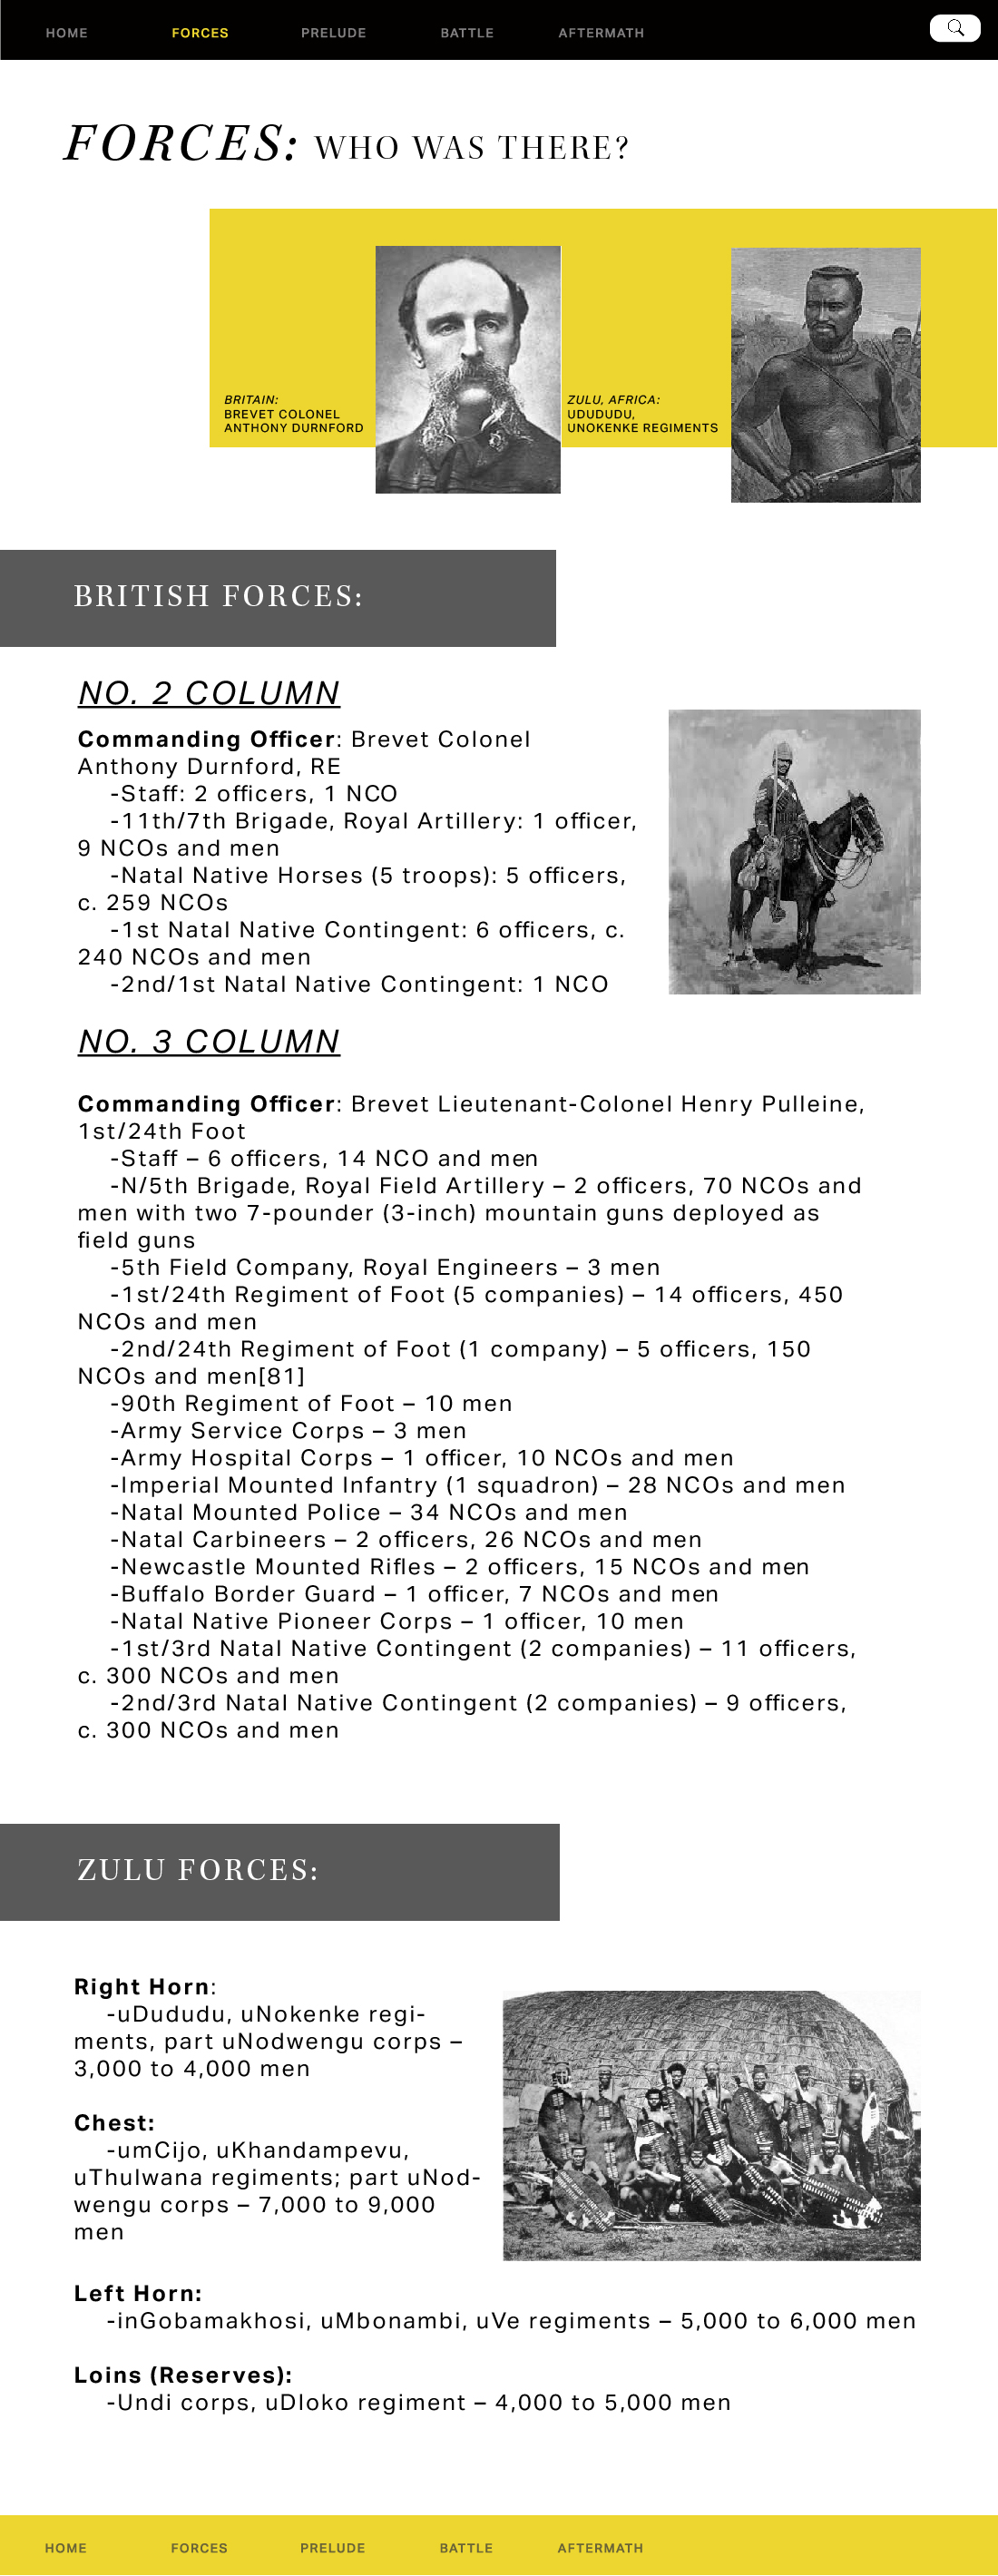 HOME FORCES PRELUDE BATTLE AFTERMATH
FORCES: WHO WAS THERE?
BRITAIN:
BREVET COLONEL
ANTHONY DURNFORD
ZULU, AFRICA:
UDUDUDU,
UNOKENKE REGIMENTS
BRITISH FORCES:
NO. 2 COLUMN
Commanding Officer: Brevet Colonel
Anthony Durnford, RE
-Staff: 2 officers, 1 NCO
-11th/7th Brigade, Royal Artillery: 1 officer,
9 NCOs and men
-Natal Native Horses (5 troops): 5 officers,
c. 259 NCOs
-1st Natal Native Contingent: 6 officers, c.
240 NCOs and men
-2nd/1st Natal Native Contingent: 1 NCO
NO. 3 COLUMN
Commanding Officer: Brevet Lieutenant-Colonel Henry Pulleine,
1st/24th Foot
-Staff – 6 officers, 14 NCO and men
-N/5th Brigade, Royal Field Artillery – 2 officers, 70 NCOs and
men with two 7-pounder (3-inch) mountain guns deployed as
field guns
-5th Field Company, Royal Engineers – 3 men
-1st/24th Regiment of Foot (5 companies) – 14 officers, 450
NCOs and men
-2nd/24th Regiment of Foot (1 company) – 5 officers, 150
NCOs and men[81]
-90th Regiment of Foot – 10 men
-Army Service Corps – 3 men
-Army Hospital Corps – 1 officer, 10 NCOs and men
-Imperial Mounted Infantry (1 squadron) – 28 NCOs and men
-Natal Mounted Police – 34 NCOs and men
-Natal Carbineers – 2 officers, 26 NCOs and men
-Newcastle Mounted Rifles – 2 officers, 15 NCOs and men
-Buffalo Border Guard – 1 officer, 7 NCOs and men
-Natal Native Pioneer Corps – 1 officer, 10 men
-1st/3rd Natal Native Contingent (2 companies) – 11 officers,
c. 300 NCOs and men
-2nd/3rd Natal Native Contingent (2 companies) – 9 officers,
c. 300 NCOs and men
ZULU FORCES:
Right Horn:
-uDududu, uNokenke regi-
ments, part uNodwengu corps –
3,000 to 4,000 men
Chest:
-umCijo, uKhandampevu,
uThulwana regiments; part uNod-
wengu corps – 7,000 to 9,000
men
Left Horn:
-inGobamakhosi, uMbonambi, uVe regiments – 5,000 to 6,000 men
Loins (Reserves):
-Undi corps, uDloko regiment – 4,000 to 5,000 men
HOME FORCES PRELUDE BATTLE AFTERMATH